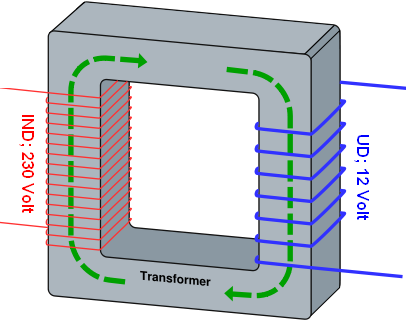 IND; 230 Volt
UD; 12 Volt
Transformer